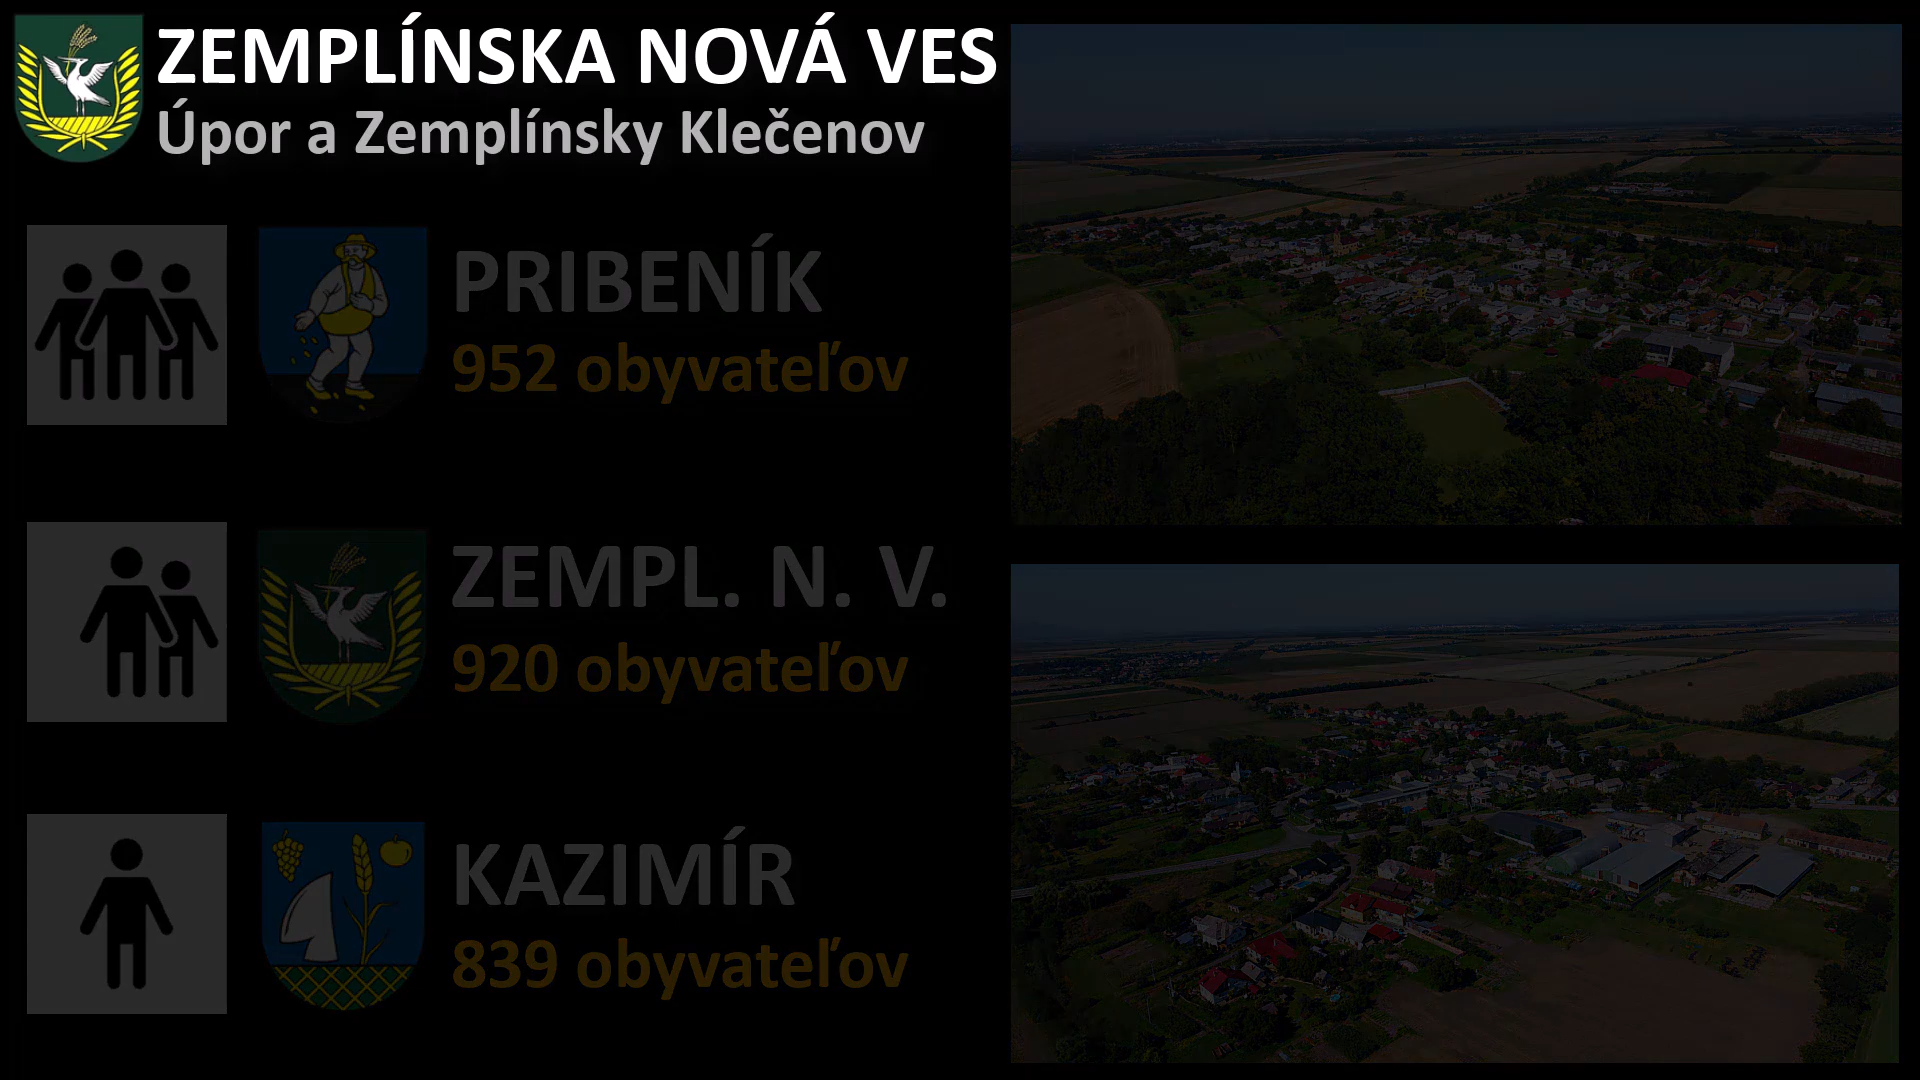 ZEMPLÍNSKA NOVÁ VES
Úpor a Zemplínsky Klečenov
PRIBENÍK
952 obyvateľov
ZEMPL. N. V.
920 obyvateľov
KAZIMÍR
839 obyvateľov